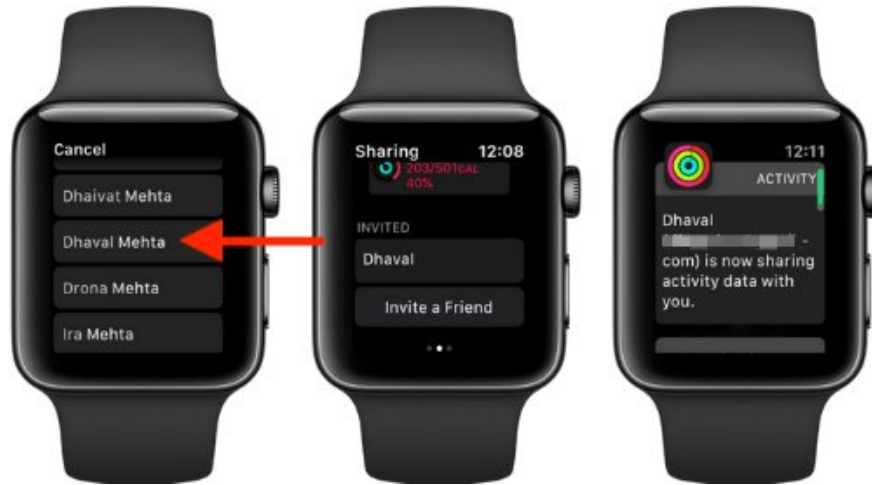 Cancel
Dhaivat Mehta
Dhaval Mehta
Drona Mehta
Ira Mehta
Sharing 12:08
203/501CAL
40%
INVITED
Dhaval
Invite a Friend
12:11
ACTIVITY
Dhaval
-
com) is now sharing
activity data with
you.